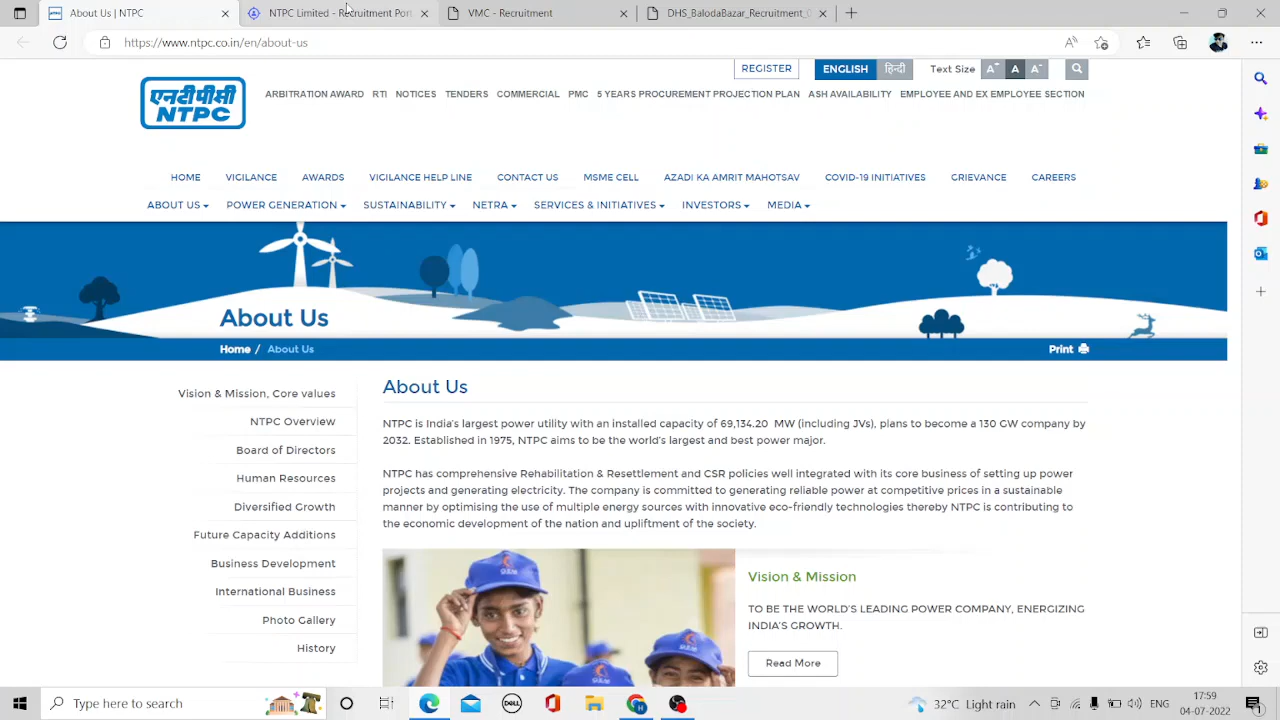 About Us | NTPC
NTPC Limited - Recruitment Port
VMC - Recruitment
DHS_BalodaBazar_Recruitment_
https://www.ntpc.co.in/en/about-us
REGISTER ENGLISH हिन्दी Text Size A+ A A-
एनटीपीसी
NTPC
ARBITRATION AWARD RTI NOTICES TENDERS COMMERCIAL PMC 5 YEARS PROCUREMENT PROJECTION PLAN ASH AVAILABILITY EMPLOYEE AND EX EMPLOYEE SECTION
HOME VIGILANCE AWARDS VIGILANCE HELP LINE CONTACT US MSME CELL AZADI KA AMRIT MAHOTSAV COVID-19 INITIATIVES GRIEVANCE CAREERS
ABOUT US POWER GENERATION SUSTAINABILITY NETRA SERVICES & INITIATIVES INVESTORS MEDIA
About Us
Home / About Us
Print
Vision & Mission, Core values
NTPC Overview
Board of Directors
Human Resources
Diversified Growth
Future Capacity Additions
Business Development
International Business
Photo Gallery
History
About Us
NTPC is India's largest power utility with an installed capacity of 69,134.20 MW (including JVs), plans to become a 130 GW company by
2032. Established in 1975, NTPC aims to be the world's largest and best power major.
NTPC has comprehensive Rehabilitation & Resettlement and CSR policies well integrated with its core business of setting up power
projects and generating electricity. The company is committed to generating reliable power at competitive prices in a sustainable
manner by optimising the use of multiple energy sources with innovative eco-friendly technologies thereby NTPC is contributing to
the economic development of the nation and upliftment of the society.
Vision & Mission
TO BE THE WORLD'S LEADING POWER COMPANY, ENERGIZING
INDIA'S GROWTH.
Read More
Type here to search
DELL
32°C Light rain
17:59
04-07-2022